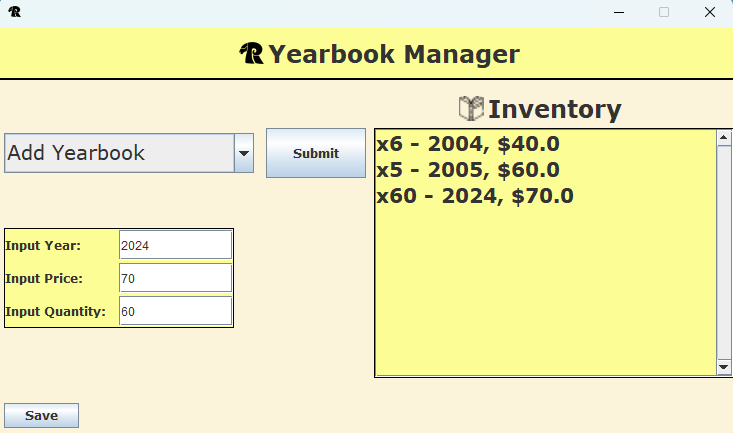 Yearbook Manager
Inventory
Add Yearbook
Submit
x6 - 2004, $40.0
x5 - 2005, $60.0
x60 - 2024, $70.0
Input Year: 2024
Input Price: 70
Input Quantity: 60
Save